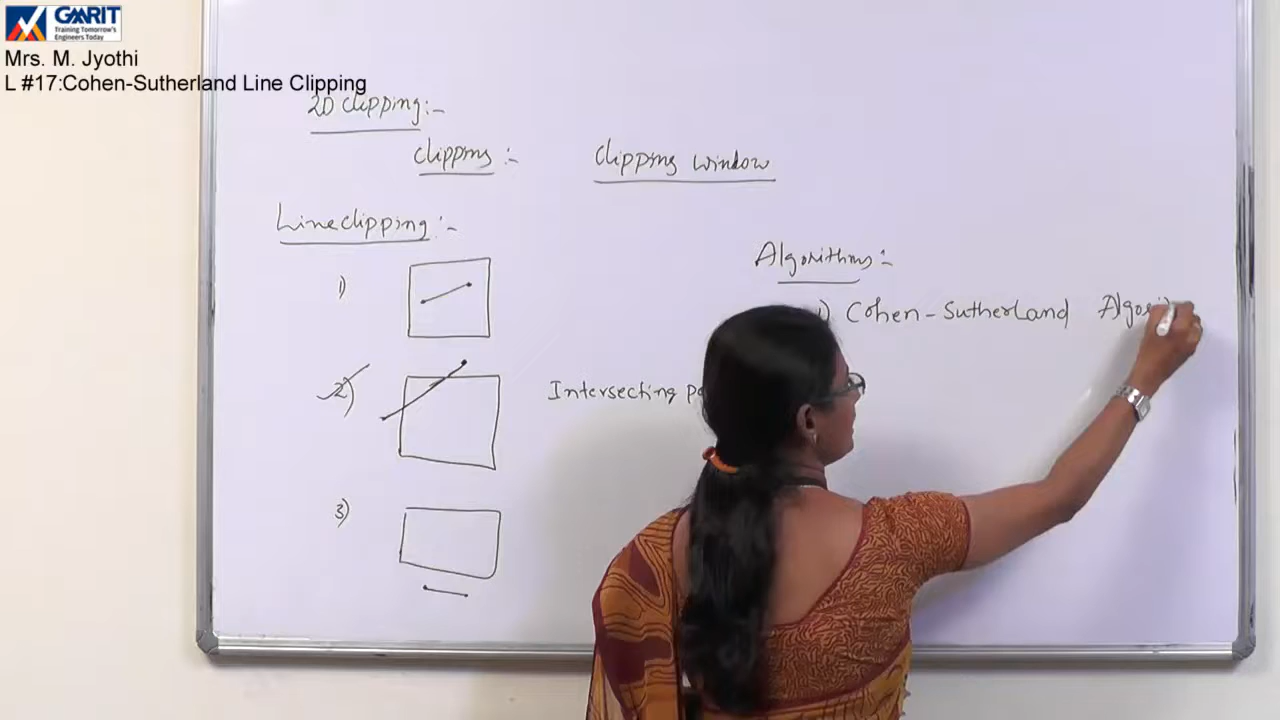 GMRIT
Training Tomorrow's
Engineers Today
Mrs. M. Jyothi
L #17:Cohen-Sutherland Line Clipping
2D Clipping:-
Clipping:-
Clipping window
Line clipping:-
1)
2)
3)
Intersecting
Algorithms:-
1) Cohen-Sutherland